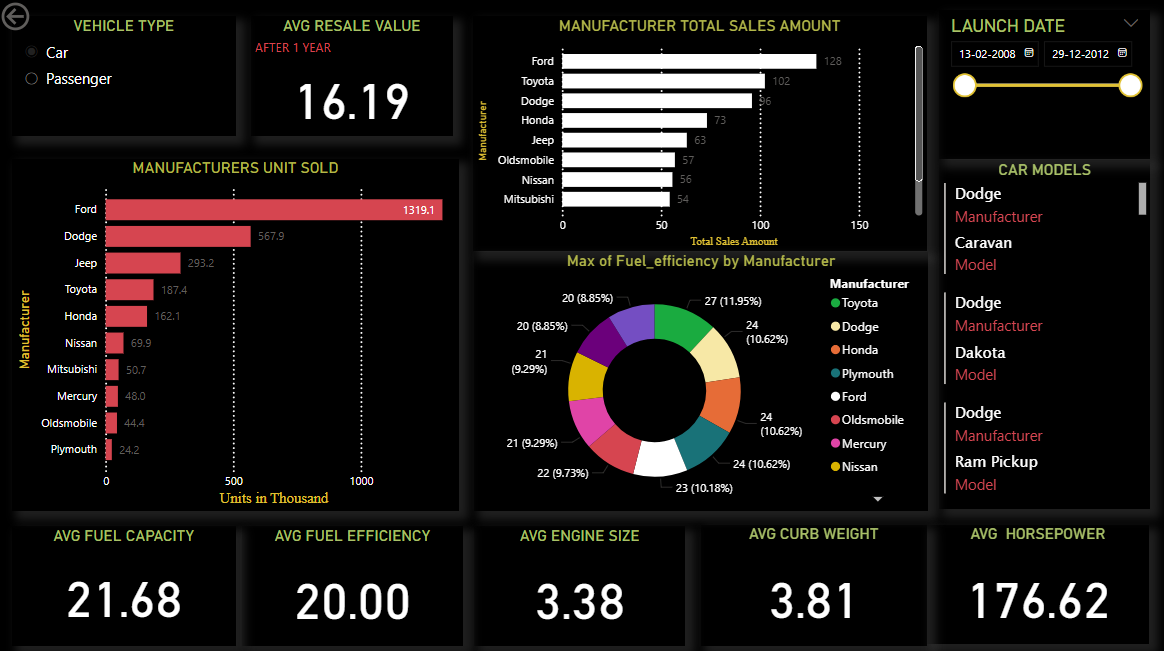 VEHICLE TYPE
Car
Passenger
AVG RESALE VALUE
AFTER 1 YEAR
16.19
MANUFACTURER TOTAL SALES AMOUNT
Manufacturer
Ford 128
Toyota 102
Dodge 96
Honda 73
Jeep 63
Oldsmobile 57
Nissan 56
Mitsubishi 54
0 50 100 150
Total Sales Amount
LAUNCH DATE
13-02-2008 29-12-2012
MANUFACTURERS UNIT SOLD
Manufacturer
Ford 1319.1
Dodge 567.9
Jeep 293.2
Toyota 187.4
Honda 162.1
Nissan 69.9
Mitsubishi 50.7
Mercury 48.0
Oldsmobile 44.4
Plymouth 24.2
0 500 1000
Units in Thousand
Max of Fuel_efficiency by Manufacturer
27 (11.95%)
24
(10.62%)
24
(10.62%)
24 (10.62%)
23 (10.18%)
22 (9.73%)
21 (9.29%)
21
(9.29%)
20 (8.85%)
20 (8.85%)
Manufacturer
Toyota
Dodge
Honda
Plymouth
Ford
Oldsmobile
Mercury
Nissan
CAR MODELS
Dodge
Manufacturer
Caravan
Model
Dodge
Manufacturer
Dakota
Model
Dodge
Manufacturer
Ram Pickup
Model
AVG FUEL CAPACITY
21.68
AVG FUEL EFFICIENCY
20.00
AVG ENGINE SIZE
3.38
AVG CURB WEIGHT
3.81
AVG HORSEPOWER
176.62